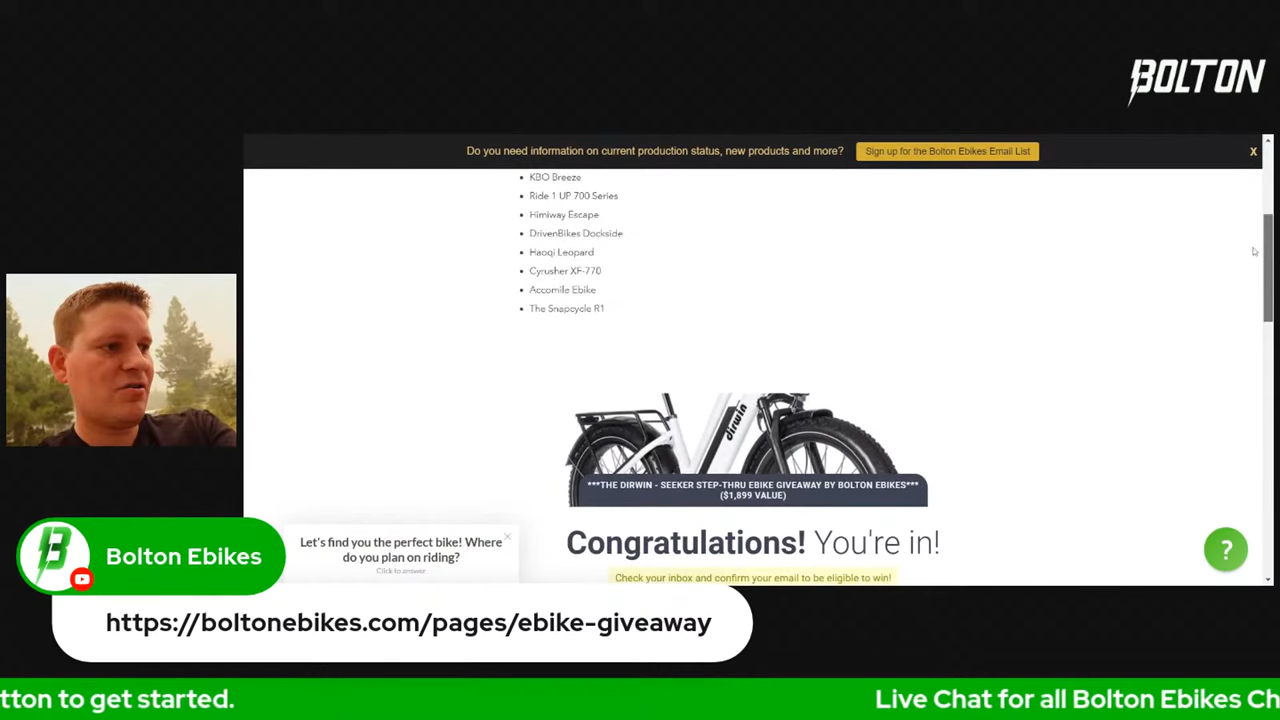 BOLTON
Do you need information on current production status, new products and more?
Sign up for the Bolton Ebikes Email List
X
KBO Breeze
Ride 1 UP 700 Series
Himiway Escape
DrivenBikes Dockside
Haoqi Leopard
Cyrusher XF-770
Accomile Ebike
The Snapcycle R1
dirwin
***THE DIRWIN - SEEKER STEP-THRU EBIKE GIVEAWAY BY BOLTON EBIKES***
($1,899 VALUE)
Congratulations! You're in!
Check your inbox and confirm your email to be eligible to win!
Let's find you the perfect bike! Where
do you plan on riding?
Click to answer
?
Bolton Ebikes
https://boltonebikes.com/pages/ebike-giveaway
tton to get started.
Live Chat for all Bolton Ebikes Ch